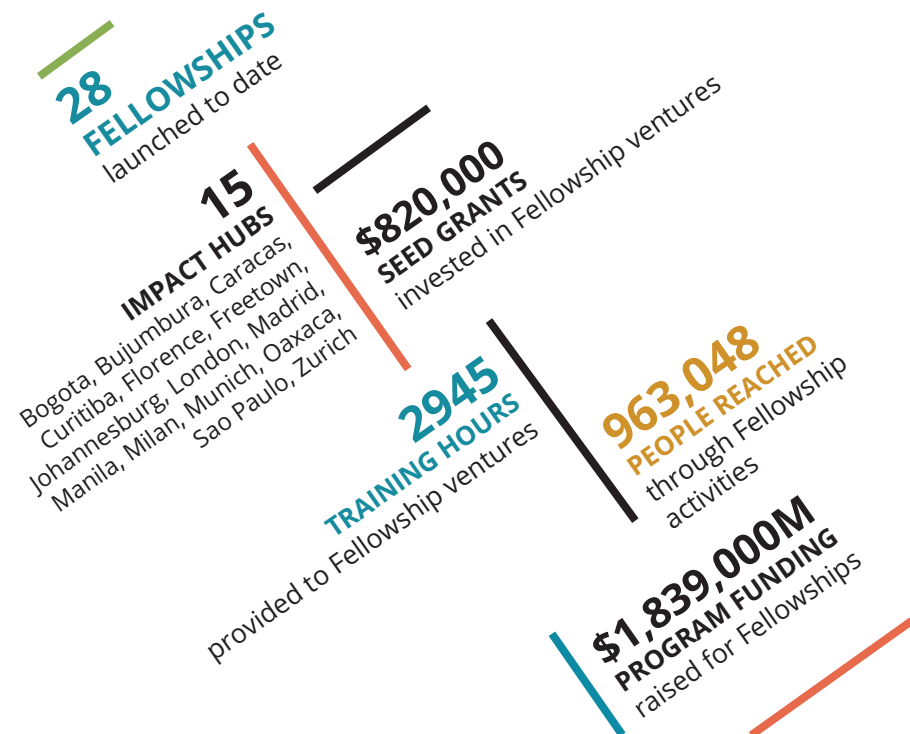 28
FELLOWSHIPS
launched to date
15
IMPACT HUBS
Bogota, Bujumbura, Caracas,
Curitiba, Florence, Freetown,
Johannesburg, London, Madrid,
Manila, Milan, Munich, Oaxaca,
Sao Paulo, Zurich
$820,000
SEED GRANTS
invested in Fellowship ventures
2945
TRAINING HOURS
provided to Fellowship ventures
963,048
PEOPLE REACHED
through Fellowship
activities
$1,839,000M
PROGRAM FUNDING
raised for Fellowships